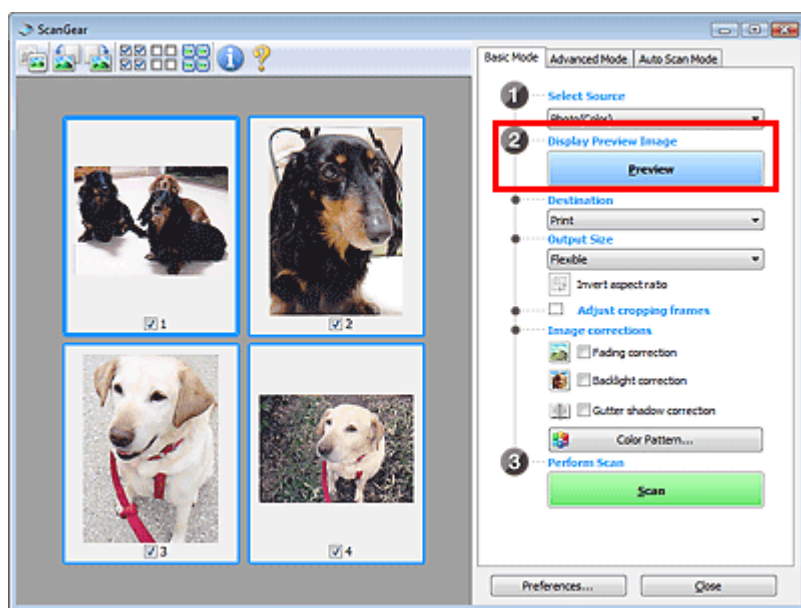 ScanGear
Basic Mode Advanced Mode Auto Scan Mode
1 Select Source
Photo(Color)
2 Display Preview Image
Preview
Destination
Print
Output Size
Flexible
Invert aspect ratio
Adjust cropping frames
Image corrections
Fading correction
Backlight correction
Gutter shadow correction
Color Pattern...
3 Perform Scan
Scan
Preferences... Close
1
2
3
4